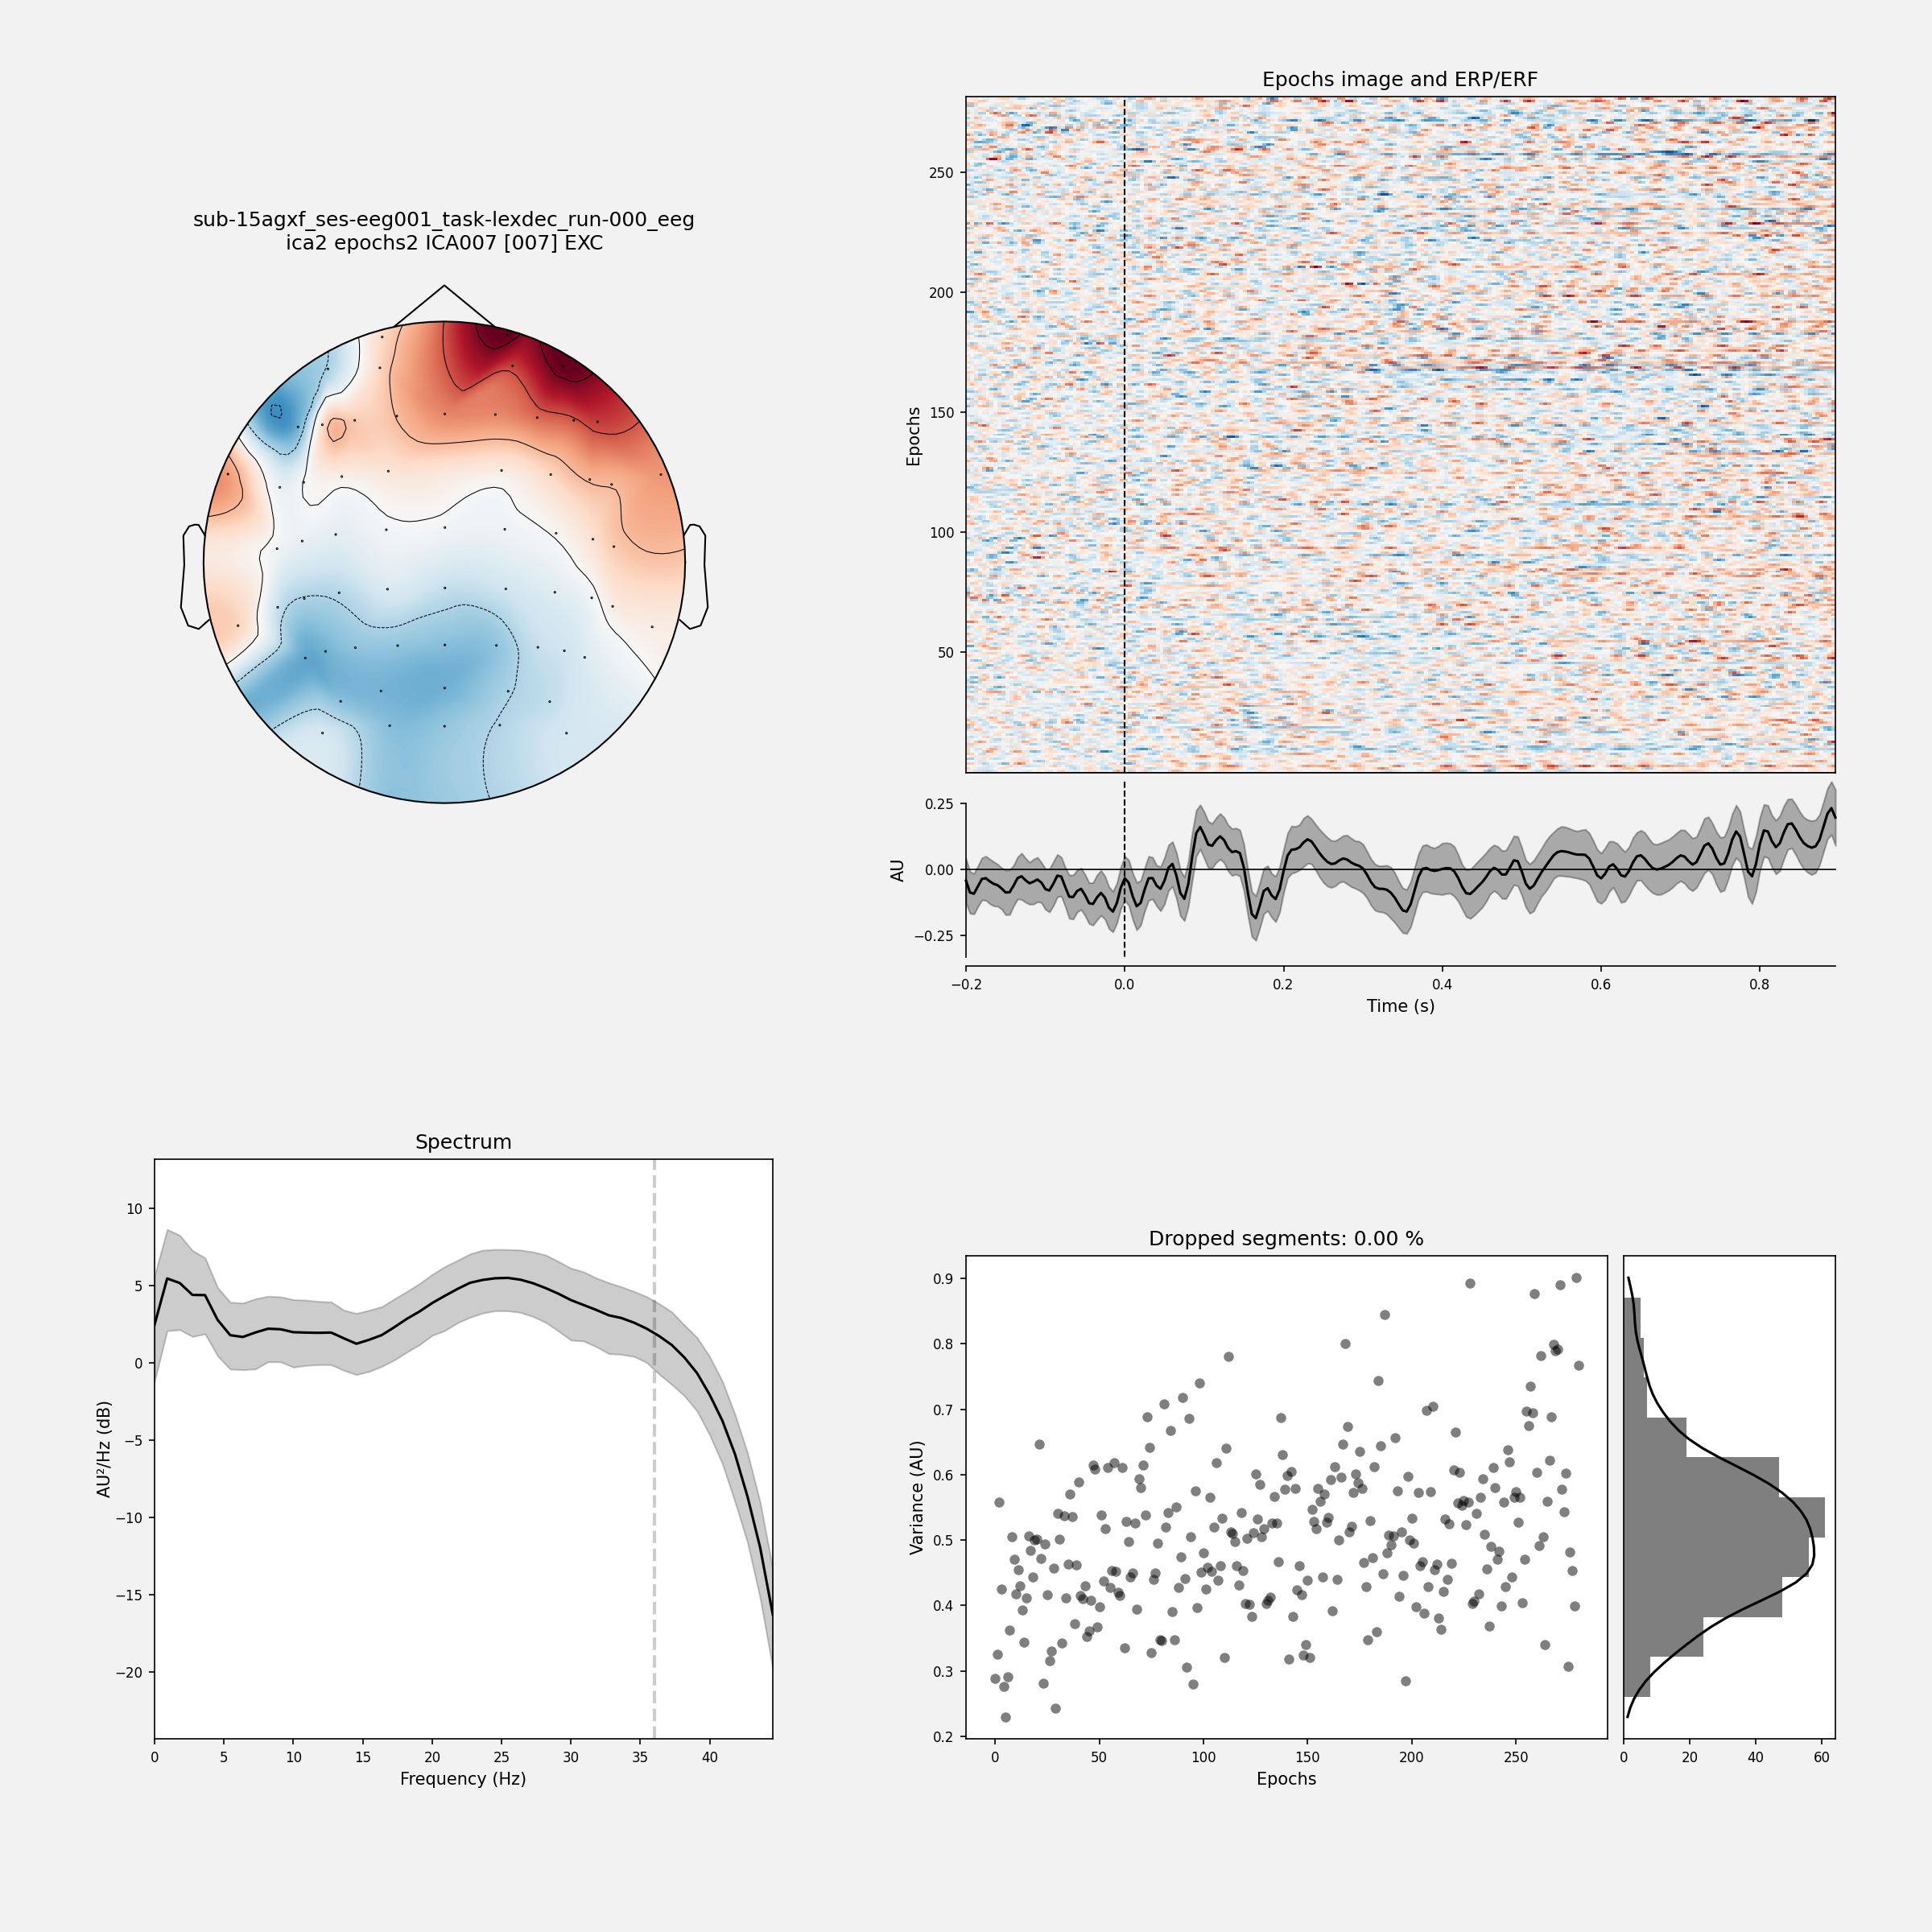 sub-15agxf_ses-eeg001_task-lexdec_run-000_eeg
ica2 epochs2 ICA007 [007] EXC
Epochs image and ERP/ERF
Epochs
250
200
150
100
50
AU
0.25
0.00
−0.25
−0.2 0.0 0.2 0.4 0.6 0.8
Time (s)
Spectrum
AU²/Hz (dB)
10
5
0
−5
−10
−15
−20
0 5 10 15 20 25 30 35 40
Frequency (Hz)
Dropped segments: 0.00 %
Variance (AU)
0.9
0.8
0.7
0.6
0.5
0.4
0.3
0.2
0 50 100 150 200 250
Epochs
0 20 40 60